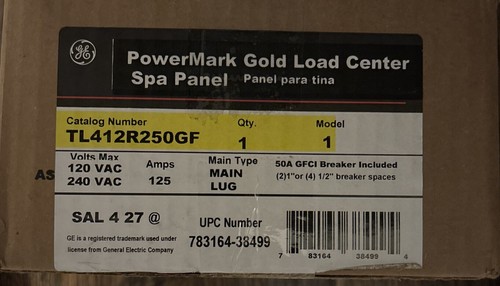 GE
PowerMark Gold Load Center
Spa Panel Panel para tina
Catalog Number Qty. Model
TL412R250GF 1 1
Volts Max Amps Main Type 50A GFCI Breaker Included
120 VAC 125 MAIN (2)1"or (4) 1/2" breaker spaces
240 VAC LUG
AS
SAL 4 27 @ UPC Number
GE is a registered trademark used under 783164-38499
license from General Electric Company
7 83164 38499 4